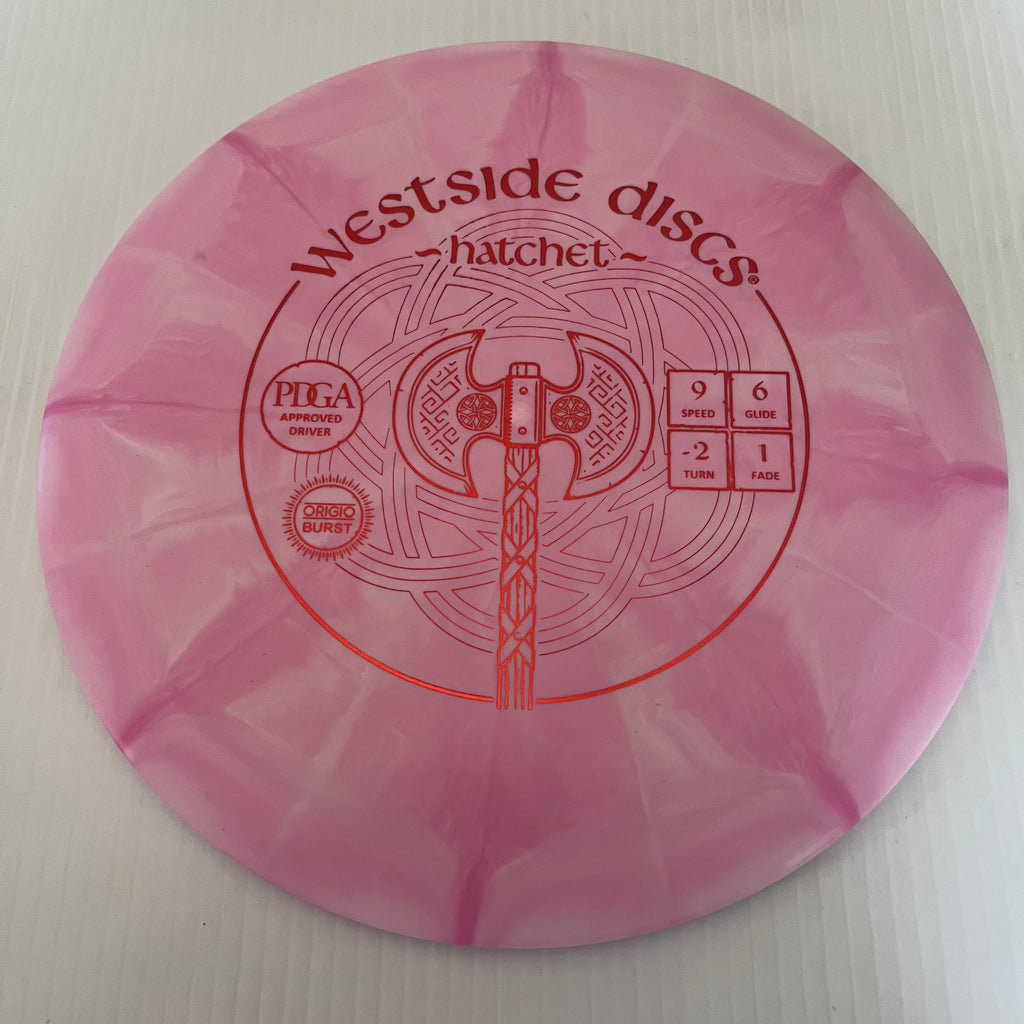 westside discs®
~hatchet~
PDGA
APPROVED
DRIVER
ORIGIO
BURST
9
SPEED
6
GLIDE
-2
TURN
1
FADE